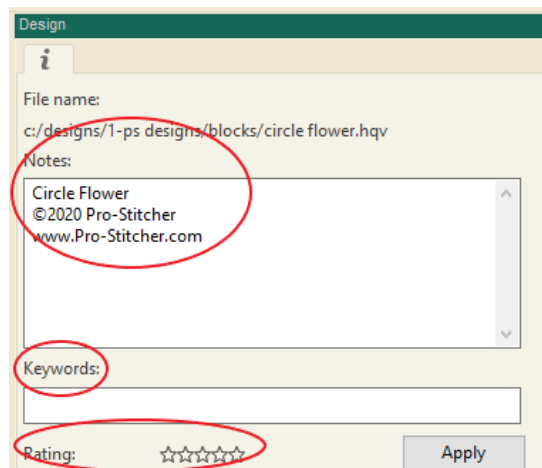 Design
i
File name:
c:/designs/1-ps designs/blocks/circle flower.hqv
Notes:
Circle Flower
©2020 Pro-Stitcher
www.Pro-Stitcher.com
Keywords:
Rating:
Apply